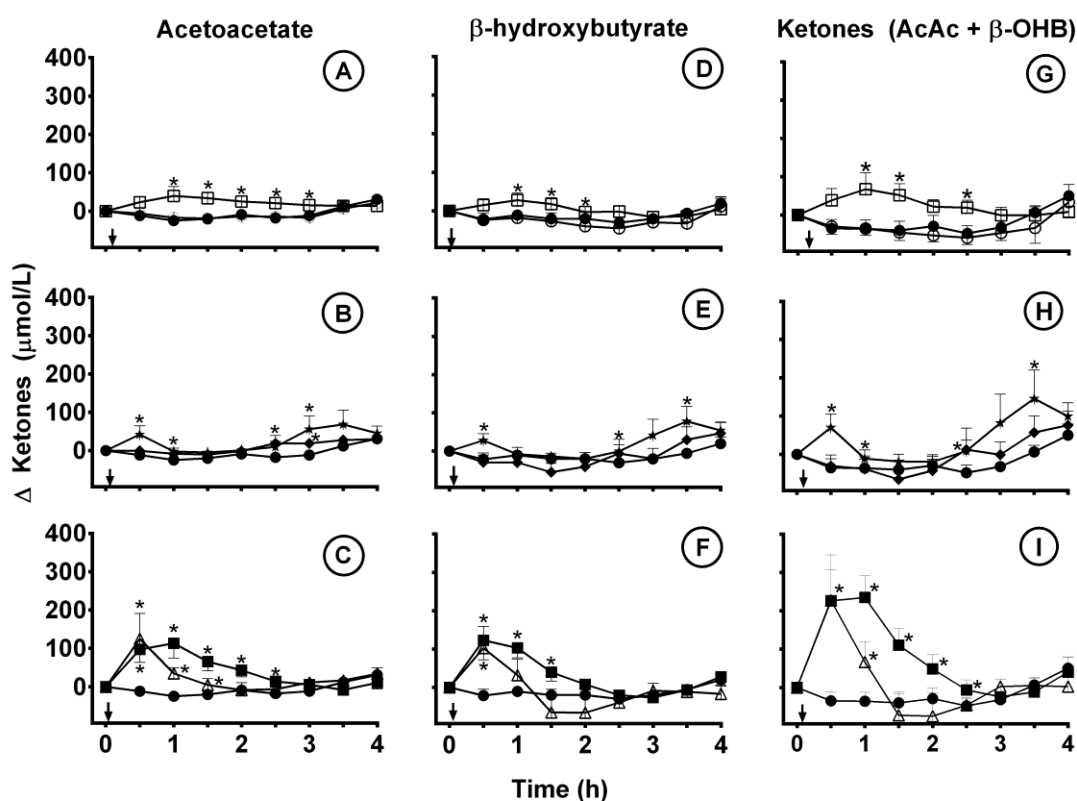 Acetoacetate β-hydroxybutyrate Ketones (AcAc + β-OHB)
400 A D G
300
200
100
0
400 B E H
300
200
100
0
400 C F I
300
200
100
0
Δ Ketones (μmol/L)
0 1 2 3 4 0 1 2 3 4 0 1 2 3 4
Time (h)